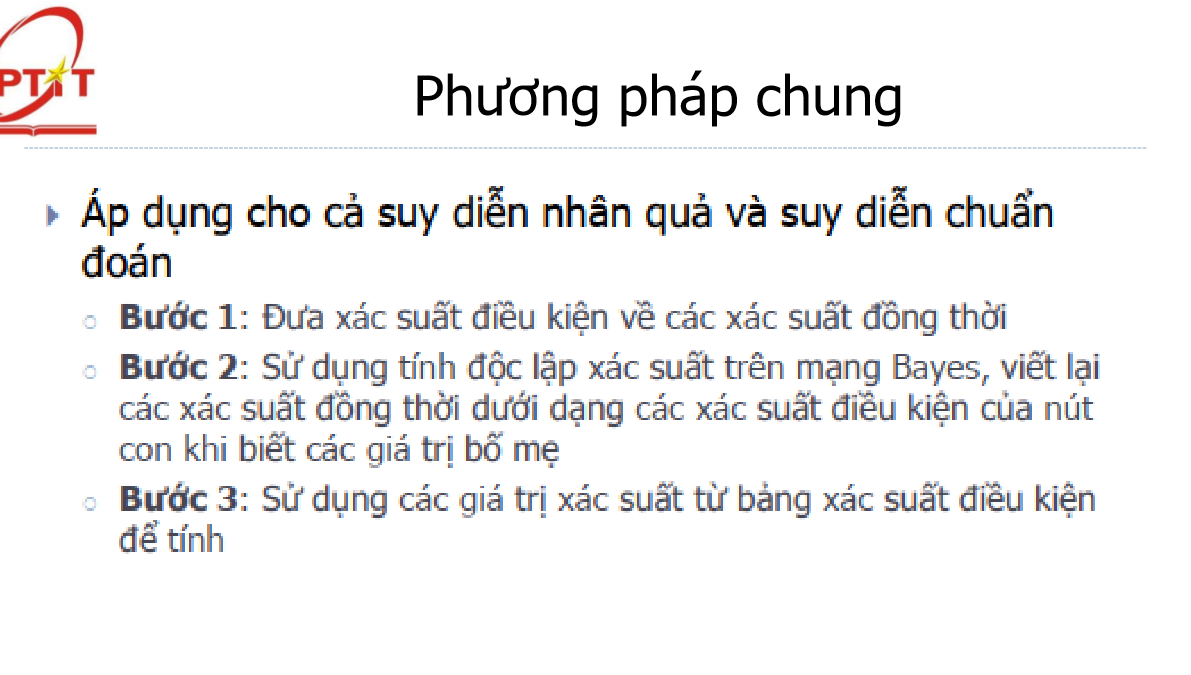 PTIT
Phương pháp chung
Áp dụng cho cả suy diễn nhân quả và suy diễn chuẩn
đoán
Bước 1: Đưa xác suất điều kiện về các xác suất đồng thời
Bước 2: Sử dụng tính độc lập xác suất trên mạng Bayes, viết lại
các xác suất đồng thời dưới dạng các xác suất điều kiện của nút
con khi biết các giá trị bố mẹ
Bước 3: Sử dụng các giá trị xác suất từ bảng xác suất điều kiện
để tính